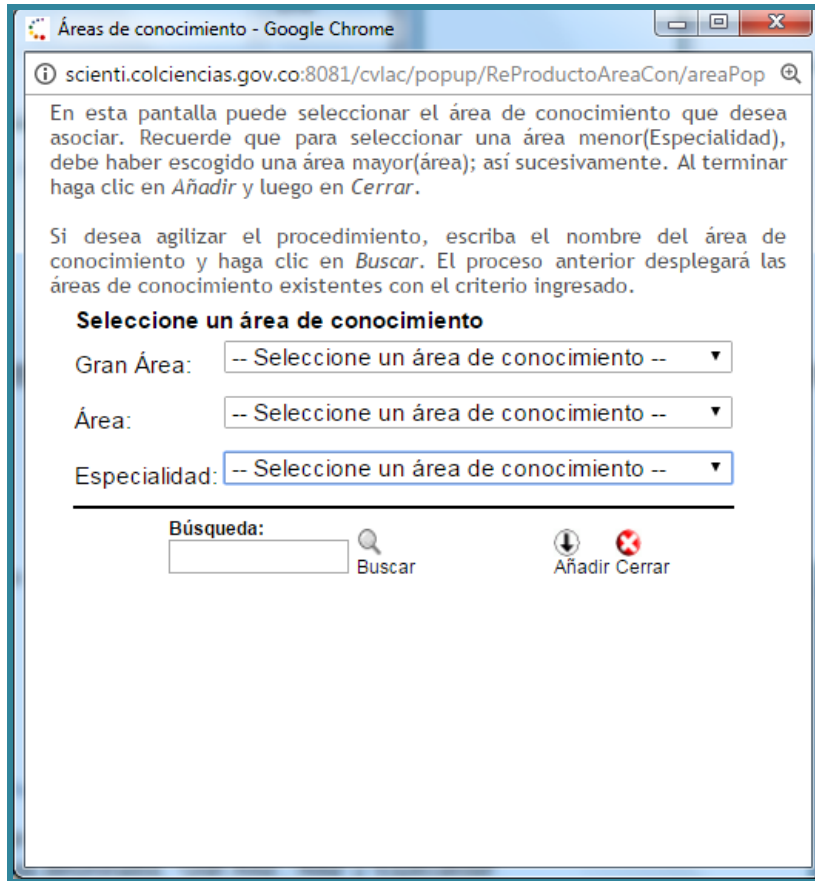 Áreas de conocimiento - Google Chrome
scienti.colciencias.gov.co:8081/cvlac/popup/ReProductoAreaCon/areaPop
En esta pantalla puede seleccionar el área de conocimiento que desea
asociar. Recuerde que para seleccionar una área menor(Especialidad),
debe haber escogido una área mayor(área); así sucesivamente. Al terminar
haga clic en Añadir y luego en Cerrar.
Si desea agilizar el procedimiento, escriba el nombre del área de
conocimiento y haga clic en Buscar. El proceso anterior desplegará las
áreas de conocimiento existentes con el criterio ingresado.
Seleccione un área de conocimiento
Gran Área: -- Seleccione un área de conocimiento --
Área: -- Seleccione un área de conocimiento --
Especialidad: -- Seleccione un área de conocimiento --
Búsqueda:
Buscar Añadir Cerrar